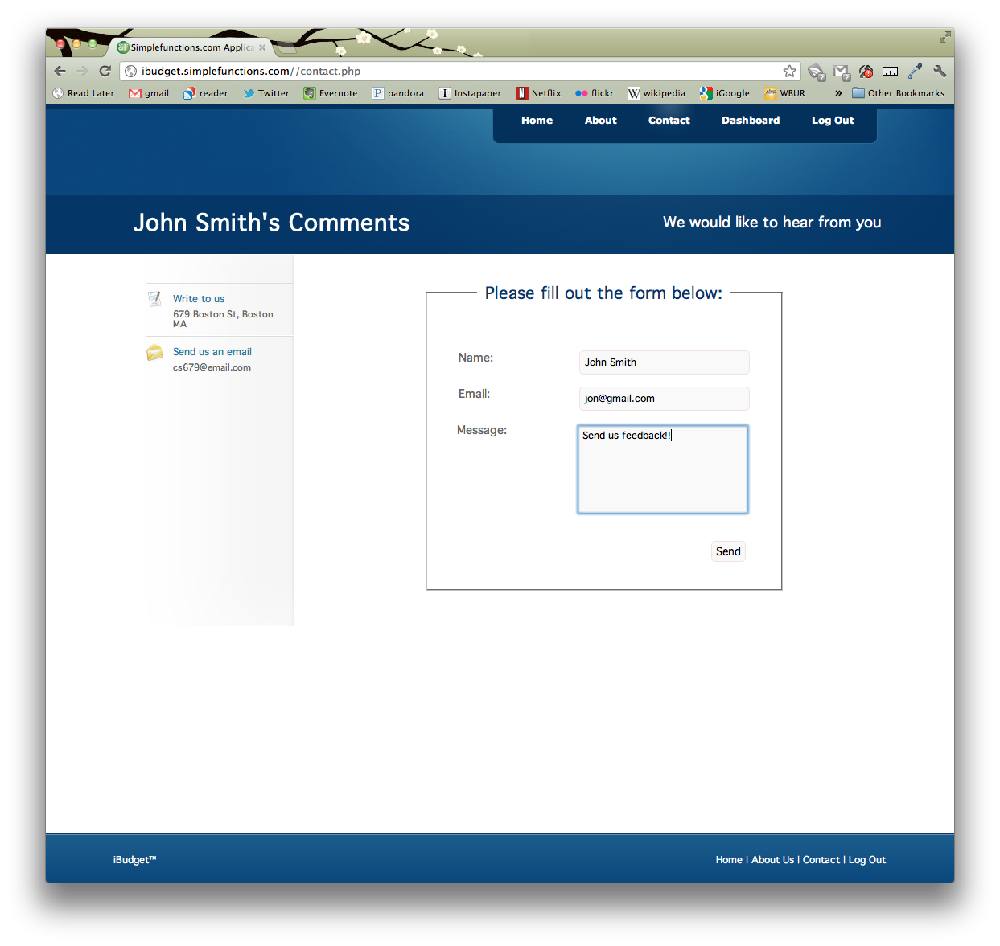 Simplefunctions.com Applica
ibudget.simplefunctions.com//contact.php
Read Later gmail reader Twitter Evernote pandora Instapaper Netflix flickr wikipedia iGoogle WBUR » Other Bookmarks
Home About Contact Dashboard Log Out
John Smith's Comments
We would like to hear from you
Write to us
679 Boston St, Boston
MA
Send us an email
cs679@email.com
Please fill out the form below:
Name: John Smith
Email: jon@gmail.com
Message: Send us feedback!!
Send
iBudget™
Home | About Us | Contact | Log Out